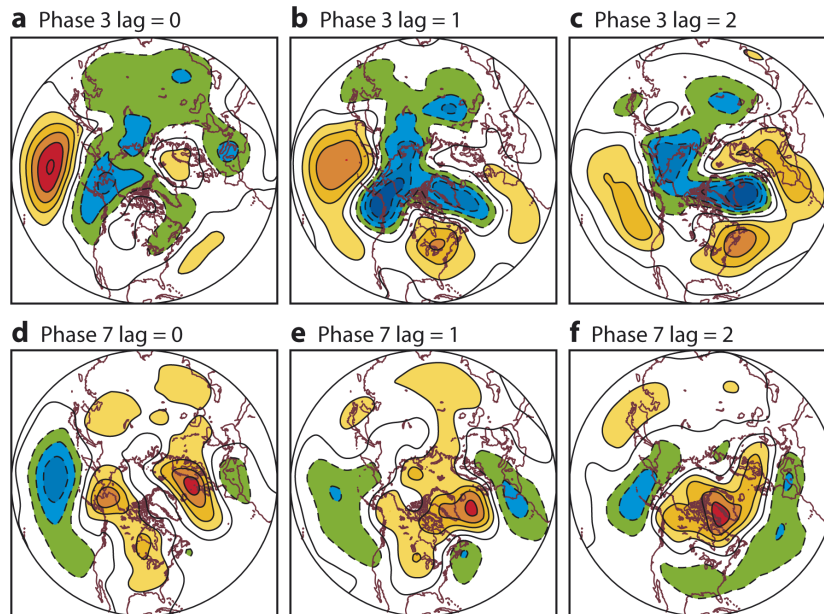 a Phase 3 lag = 0
b Phase 3 lag = 1
c Phase 3 lag = 2
d Phase 7 lag = 0
e Phase 7 lag = 1
f Phase 7 lag = 2